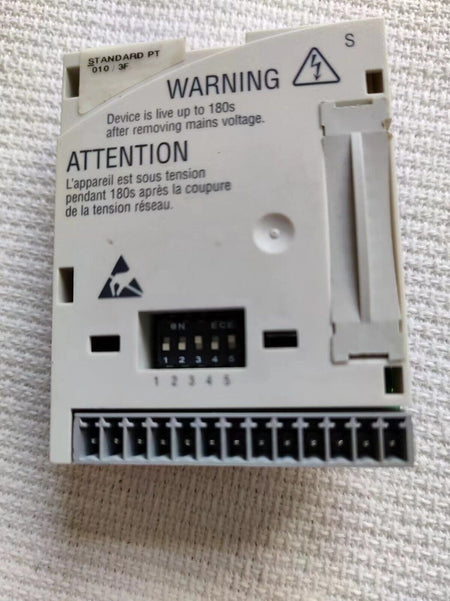 STANDARD PT
010 / 3F
S
WARNING
Device is live up to 180s
after removing mains voltage.
ATTENTION
L'appareil est sous tension
pendant 180s après la coupure
de la tension réseau.
ON ECE
1 2 3 4 5
1 2 3 4 5